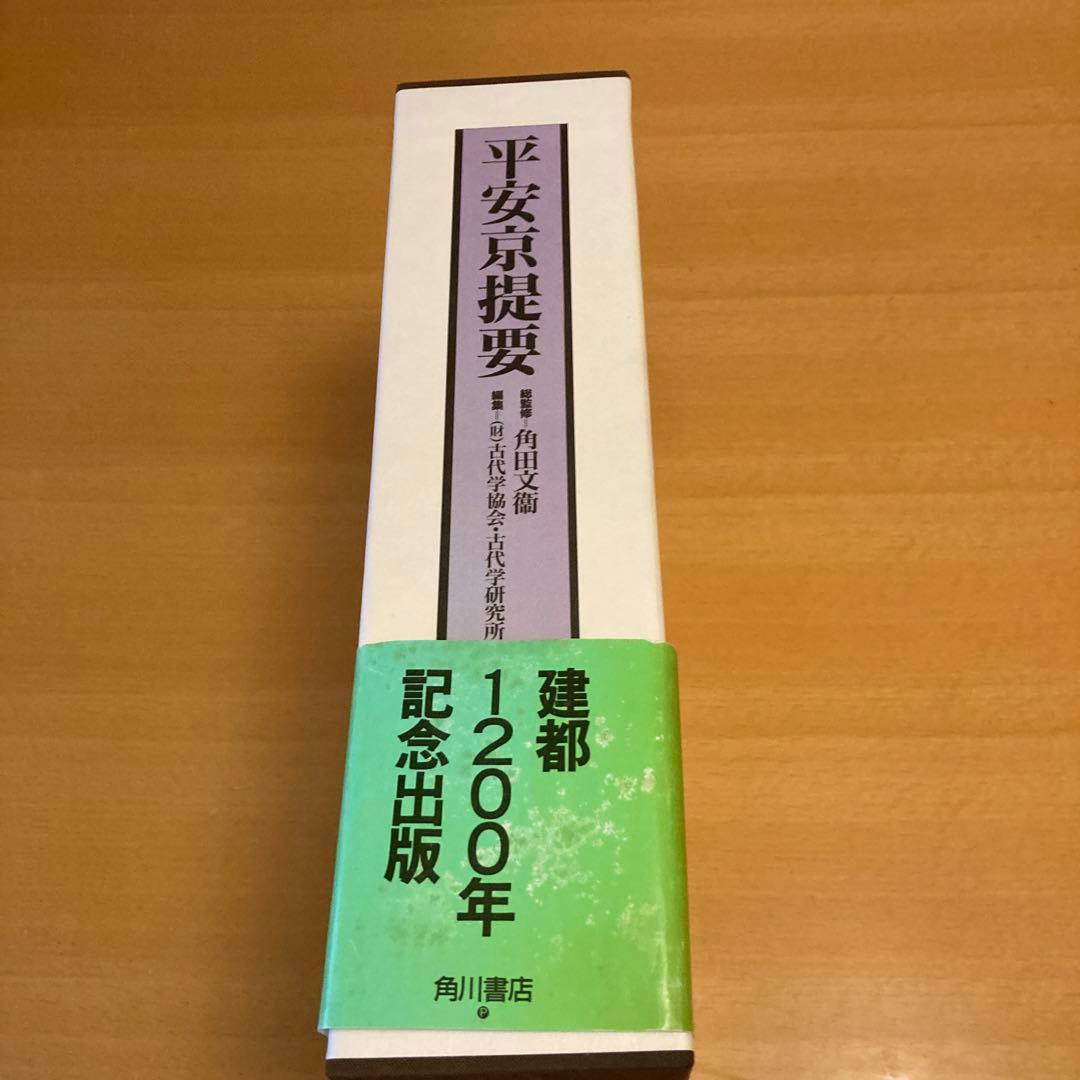 平安京提要
総監修=角田文衞
編集=(財)古代学協会・古代学研究所
建都
1200年
記念出版
角川書店
P